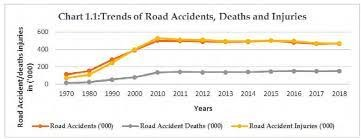 Chart 1.1:Trends of Road Accidents, Deaths and Injuries
Road Accident/deaths injuries
in ('000)
600
400
200
0
1970 1980 1990 2000 2010 2011 2012 2013 2014 2015 2016 2017 2018
Years
Road Accidents ('000) Road Accident Deaths ('000) Road Accident Injuries ('000)